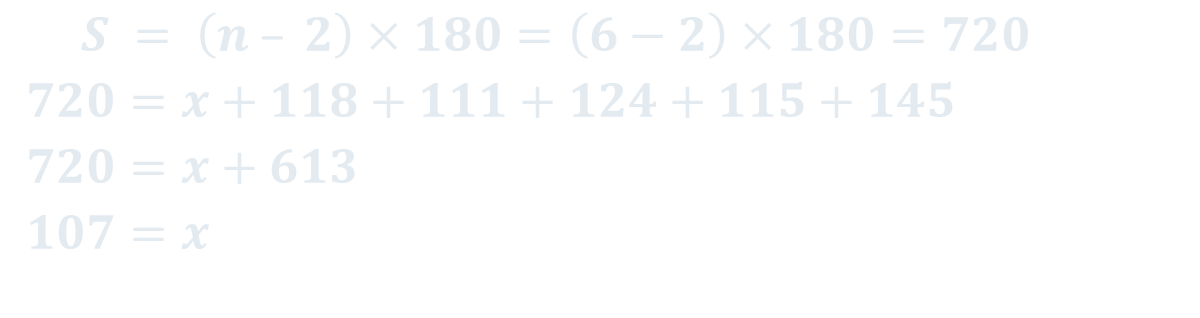 S = (n – 2) × 180 = (6 − 2) × 180 = 720
720 = x + 118 + 111 + 124 + 115 + 145
720 = x + 613
107 = x